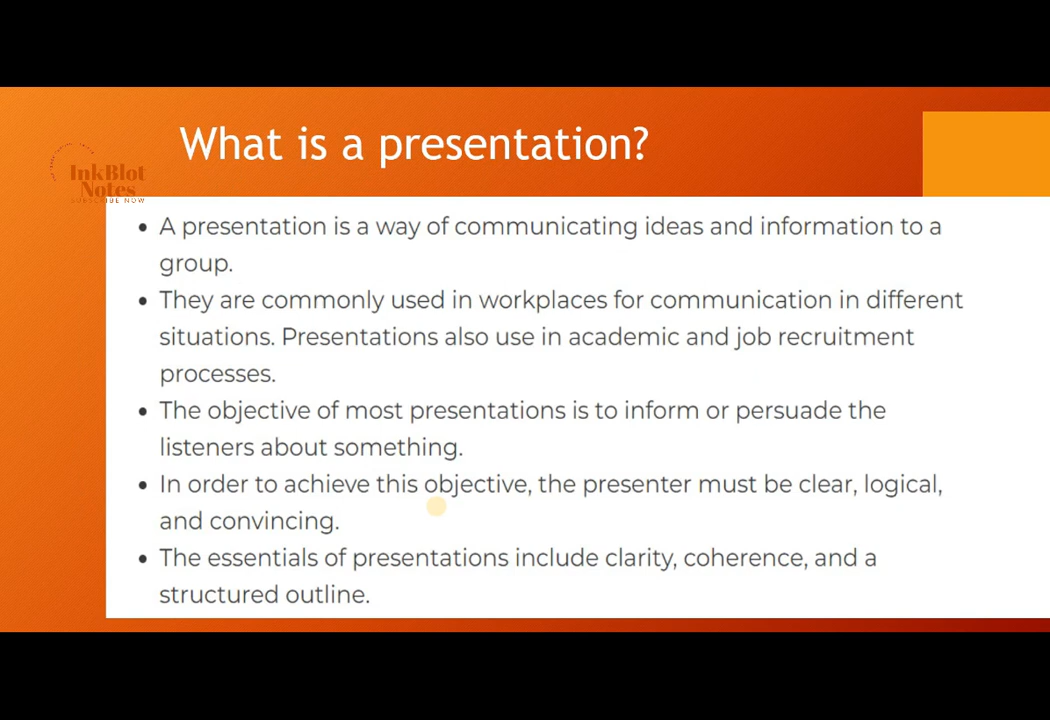 What is a presentation?
InkBlot
Notes
SUBSCRIBE NOW
• A presentation is a way of communicating ideas and information to a
group.
• They are commonly used in workplaces for communication in different
situations. Presentations also use in academic and job recruitment
processes.
• The objective of most presentations is to inform or persuade the
listeners about something.
• In order to achieve this objective, the presenter must be clear, logical,
and convincing.
• The essentials of presentations include clarity, coherence, and a
structured outline.